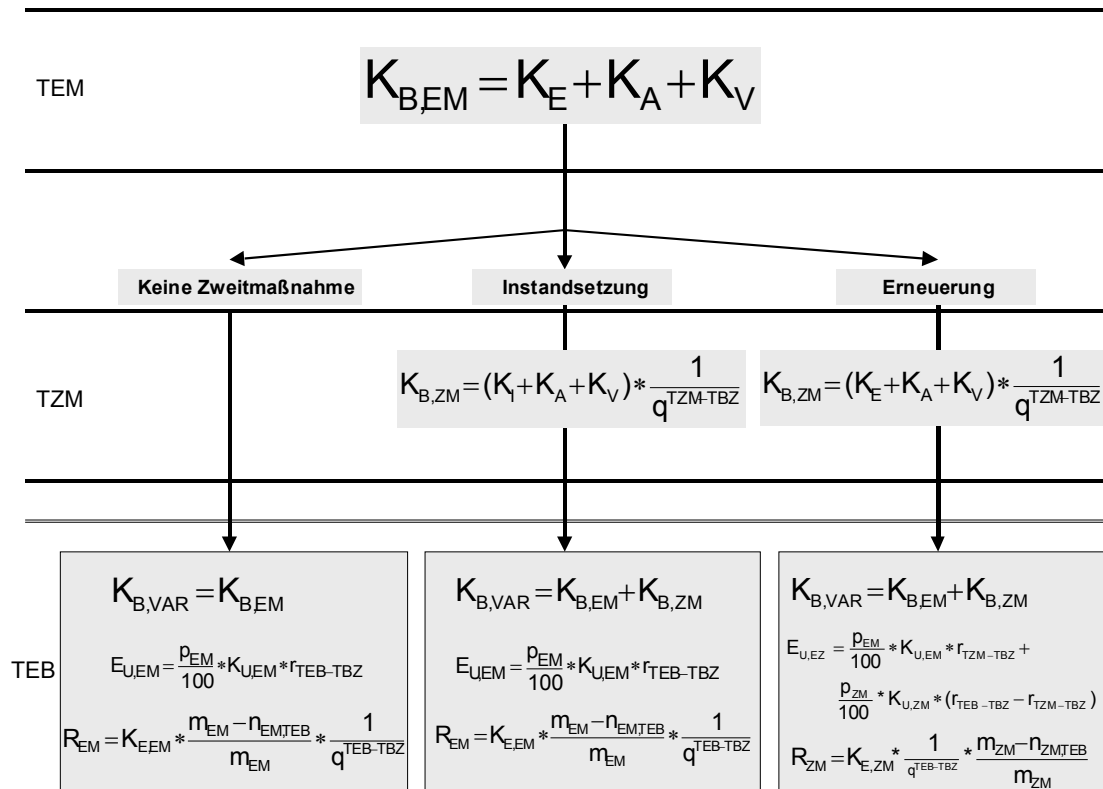 TEM
K_B,EM = K_E + K_A + K_V
Keine Zweitmaßnahme
Instandsetzung
Erneuerung
TZM
K_B,ZM = (K_I + K_A + K_V) * 1/q^TZM-TBZ
K_B,ZM = (K_E + K_A + K_V) * 1/q^TZM-TBZ
TEB
K_B,VAR = K_B,EM
E_U,EM = p_EM/100 * K_U,EM * r_TEB-TBZ
R_EM = K_E,EM * (m_EM − n_EM,TEB)/m_EM * 1/q^TEB-TBZ
K_B,VAR = K_B,EM + K_B,ZM
E_U,EM = p_EM/100 * K_U,EM * r_TEB-TBZ
R_EM = K_E,EM * (m_EM − n_EM,TEB)/m_EM * 1/q^TEB-TBZ
K_B,VAR = K_B,EM + K_B,ZM
E_U,EZ = p_EM/100 * K_U,EM * r_TZM-TBZ +
p_ZM/100 * K_U,ZM * (r_TEB-TBZ − r_TZM-TBZ)
R_ZM = K_E,ZM * 1/q^TEB-TBZ * (m_ZM − n_ZM,TEB)/m_ZM